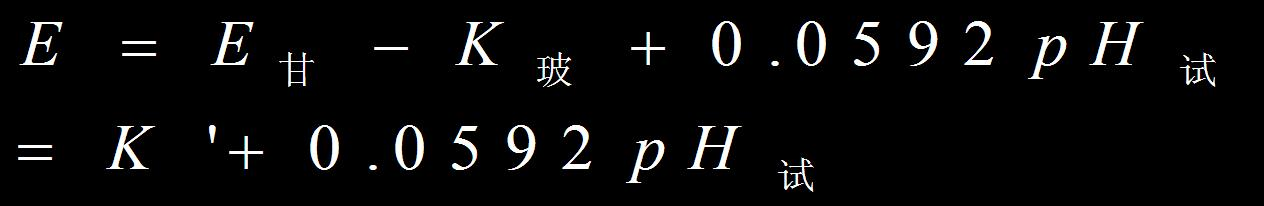 E = E甘 - K玻 + 0.0592 pH试
= K'+ 0.0592 pH试